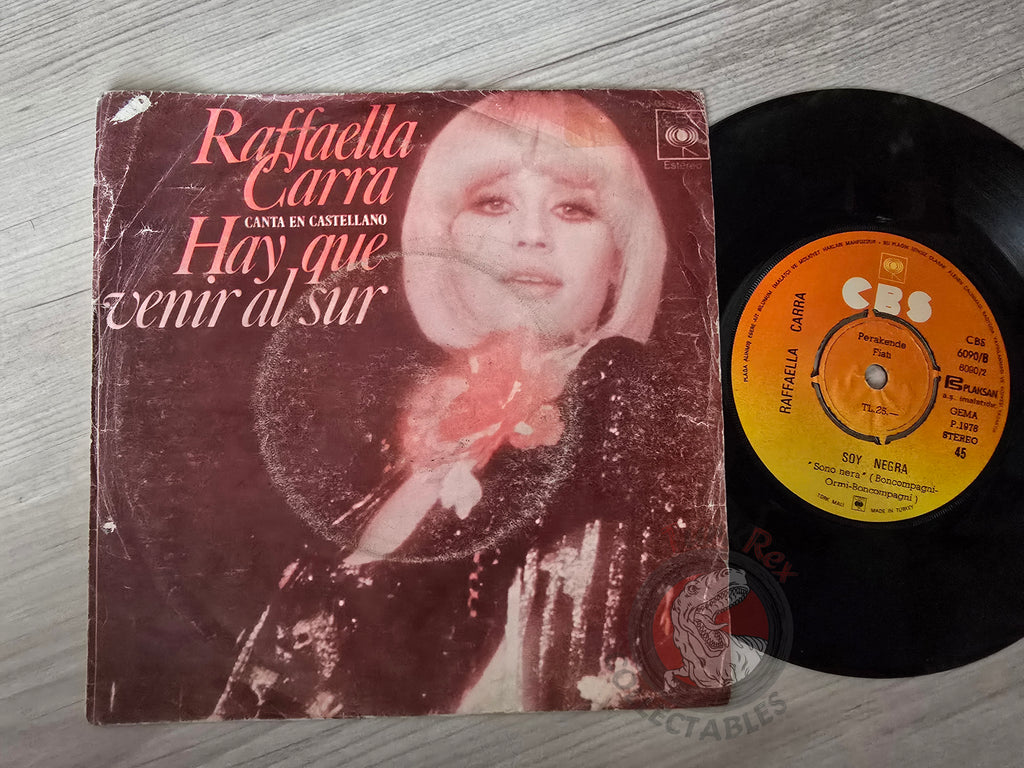 Raffaella
Carra
CANTA EN CASTELLANO
Hay que
venir al sur
Estéreo
CBS
RAFFAELLA CARRA
Perakende
Fiatı
TL.25.—
CBS
6090/B
6090/2
PLAKSAN
a.ş. imalatıdır
GEMA
P.1978
STEREO
45
SOY NEGRA
"Sono nera" (Boncompagni-
Ormi-Boncompagni)
MADE IN TURKEY
Rex
COLLECTABLES